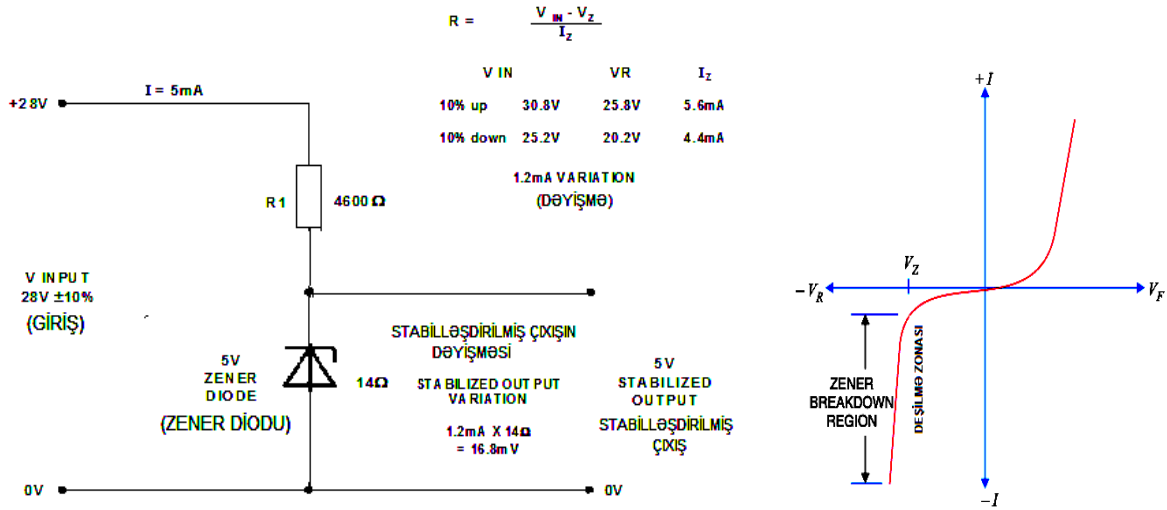 R = V IN - VZ
IZ
V IN VR IZ
10% up 30.8V 25.8V 5.6mA
10% down 25.2V 20.2V 4.4mA
1.2mA VARIATION
(DƏYİŞMƏ)
+28V
I = 5mA
R1
4600 Ω
V INPUT
28V ±10%
(GİRİŞ)
5V
ZENER
DIODE
(ZENER DİODU)
14Ω
STABİLLƏŞDİRİLMİŞ ÇIXIŞIN
DƏYİŞMƏSİ
STABILIZED OUTPUT
VARIATION
1.2mA X 14Ω
= 16.8mV
5V
STABILIZED
OUTPUT
STABİLLƏŞDİRİLMİŞ
ÇIXIŞ
0V
0V
+I
VZ
-VR
VF
ZENER
BREAKDOWN
REGION
DEŞİLMƏ ZONASI
-I